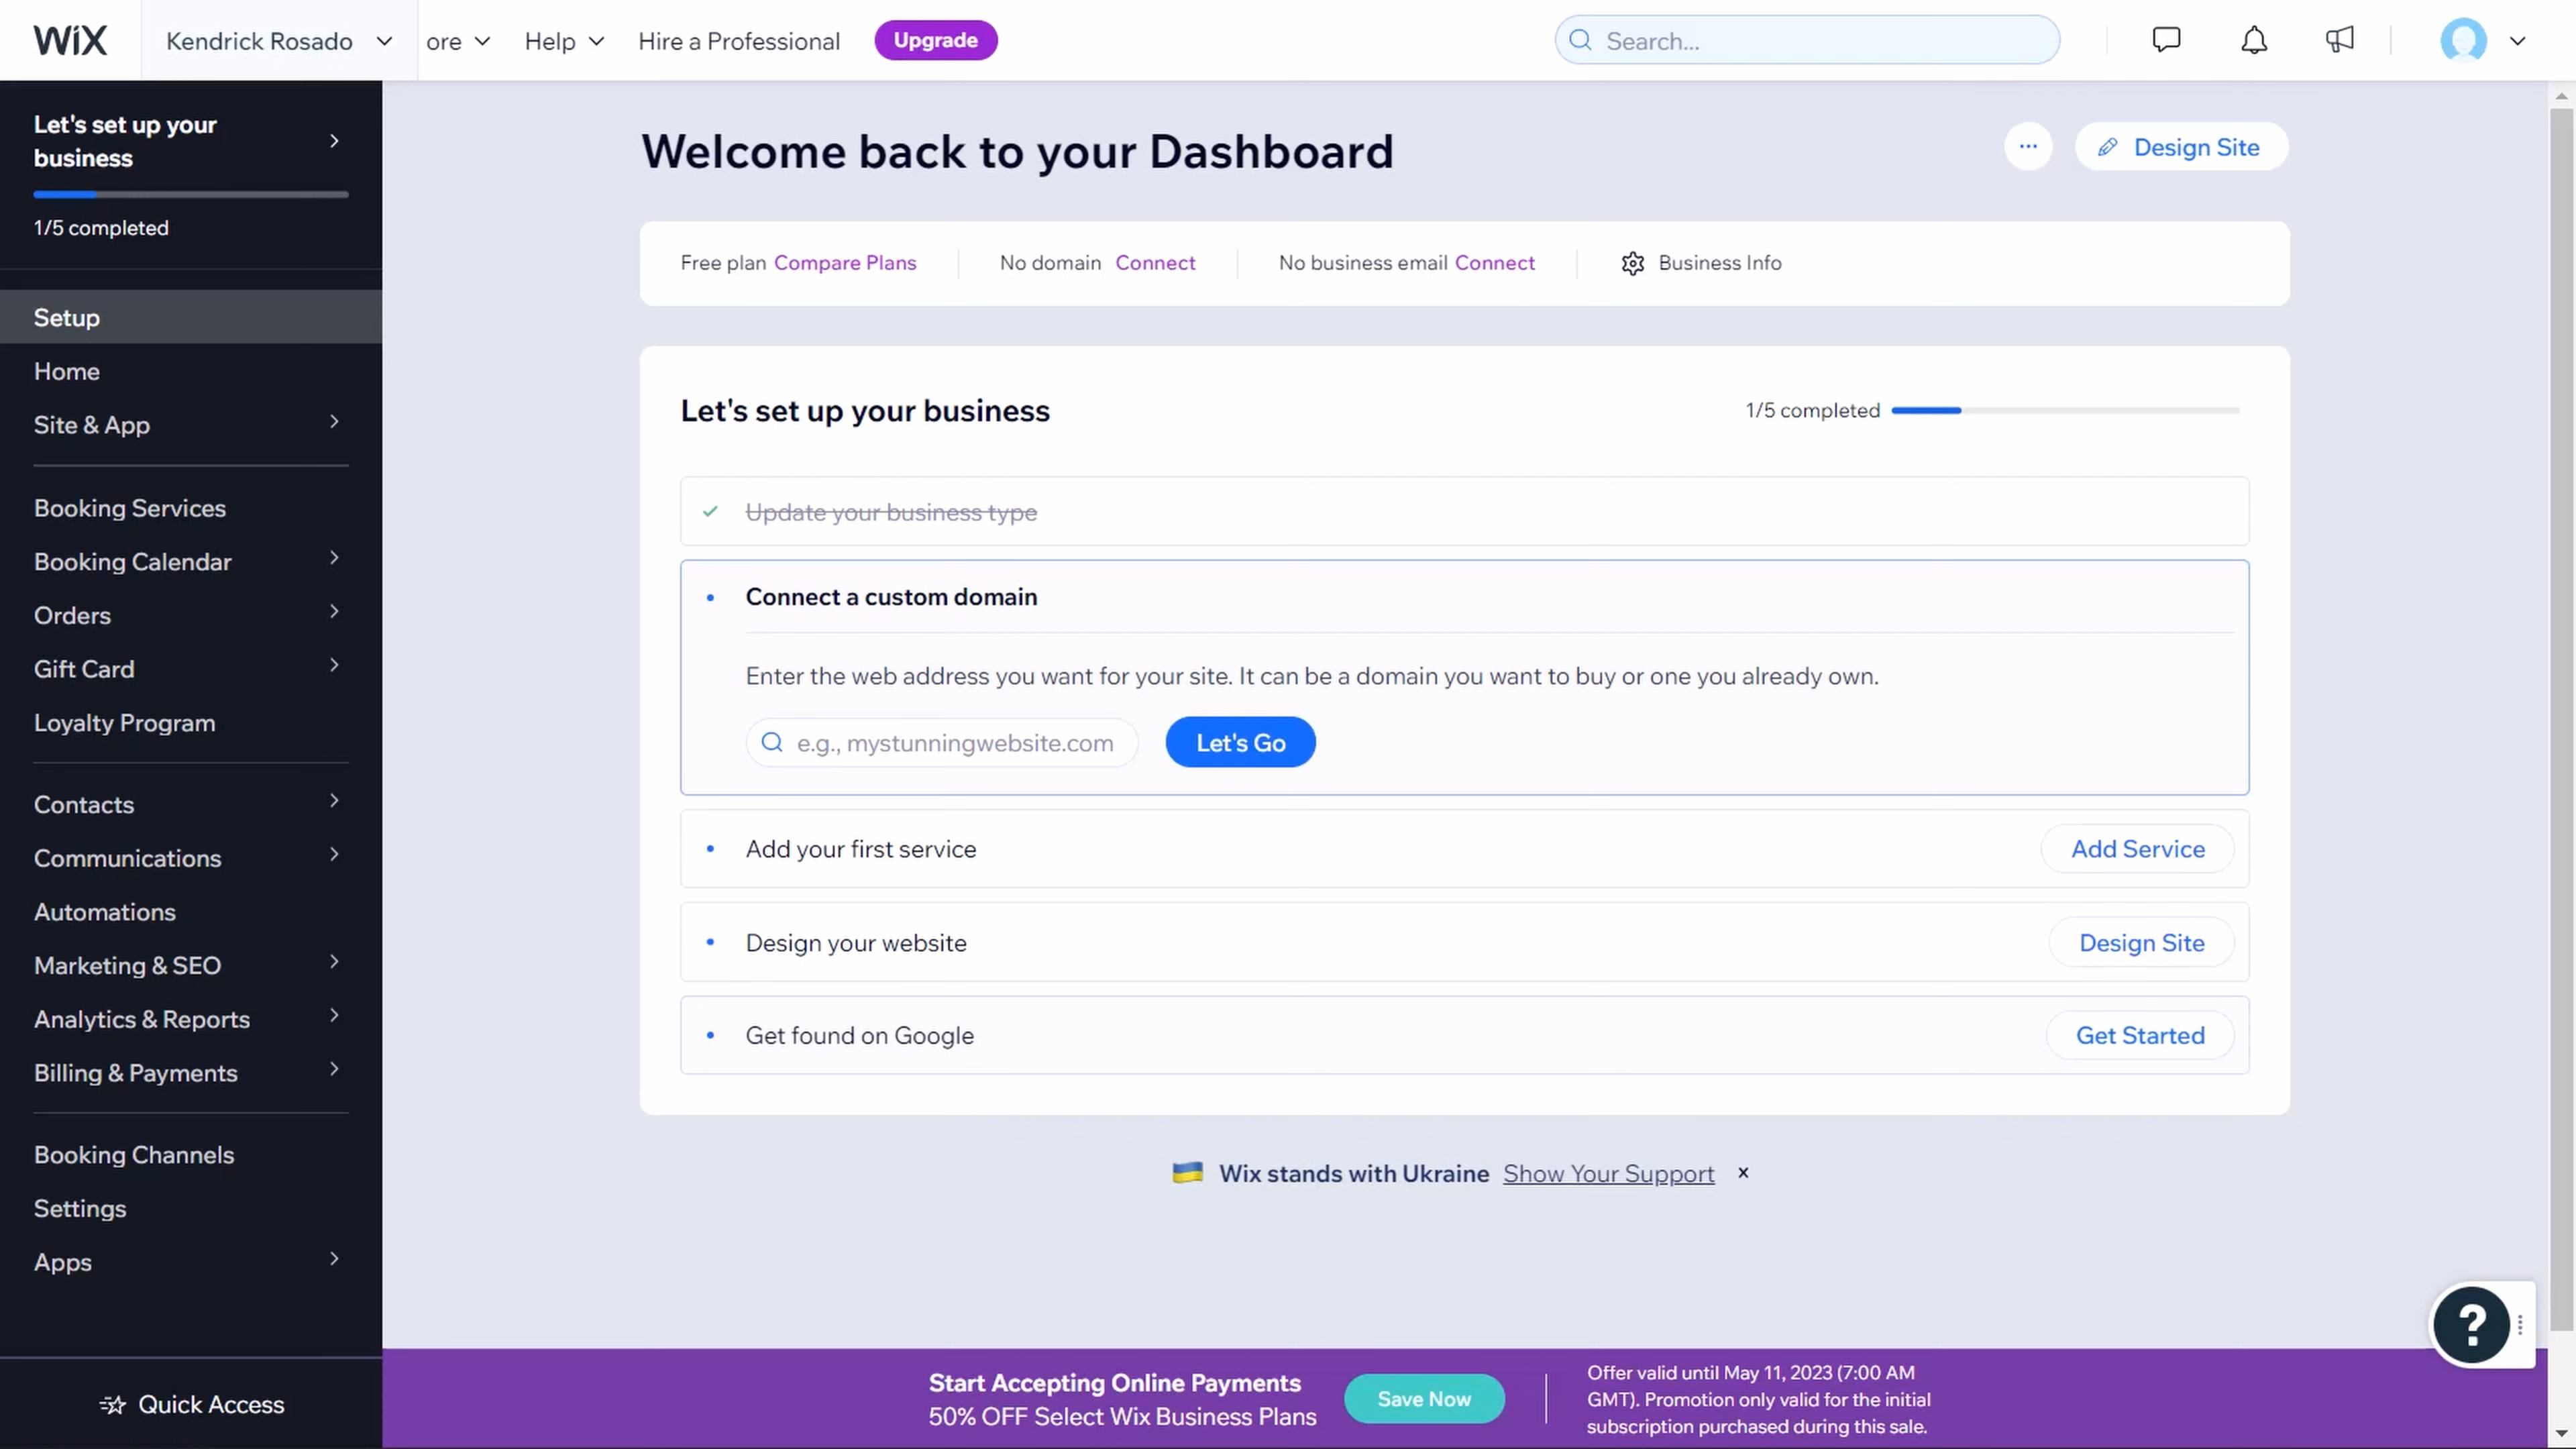 WiX
Kendrick Rosado
ore
Help
Hire a Professional
Upgrade
Search...
Let's set up your
business
1/5 completed
Setup
Home
Site & App
Booking Services
Booking Calendar
Orders
Gift Card
Loyalty Program
Contacts
Communications
Automations
Marketing & SEO
Analytics & Reports
Billing & Payments
Booking Channels
Settings
Apps
Quick Access
Welcome back to your Dashboard
...
Design Site
Free plan Compare Plans
No domain Connect
No business email Connect
Business Info
Let's set up your business
1/5 completed
Update your business type
Connect a custom domain
Enter the web address you want for your site. It can be a domain you want to buy or one you already own.
e.g., mystunningwebsite.com
Let's Go
Add your first service
Add Service
Design your website
Design Site
Get found on Google
Get Started
Wix stands with Ukraine Show Your Support ×
?
Start Accepting Online Payments
50% OFF Select Wix Business Plans
Save Now
Offer valid until May 11, 2023 (7:00 AM
GMT). Promotion only valid for the initial
subscription purchased during this sale.